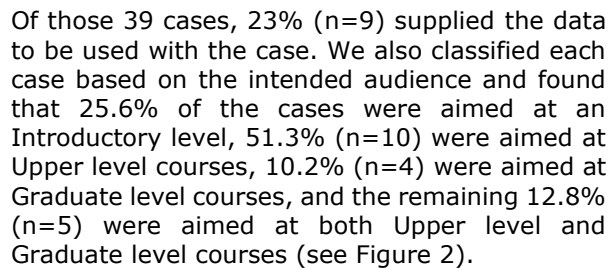 Of those 39 cases, 23% (n=9) supplied the data
to be used with the case. We also classified each
case based on the intended audience and found
that 25.6% of the cases were aimed at an
Introductory level, 51.3% (n=10) were aimed at
Upper level courses, 10.2% (n=4) were aimed at
Graduate level courses, and the remaining 12.8%
(n=5) were aimed at both Upper level and
Graduate level courses (see Figure 2).